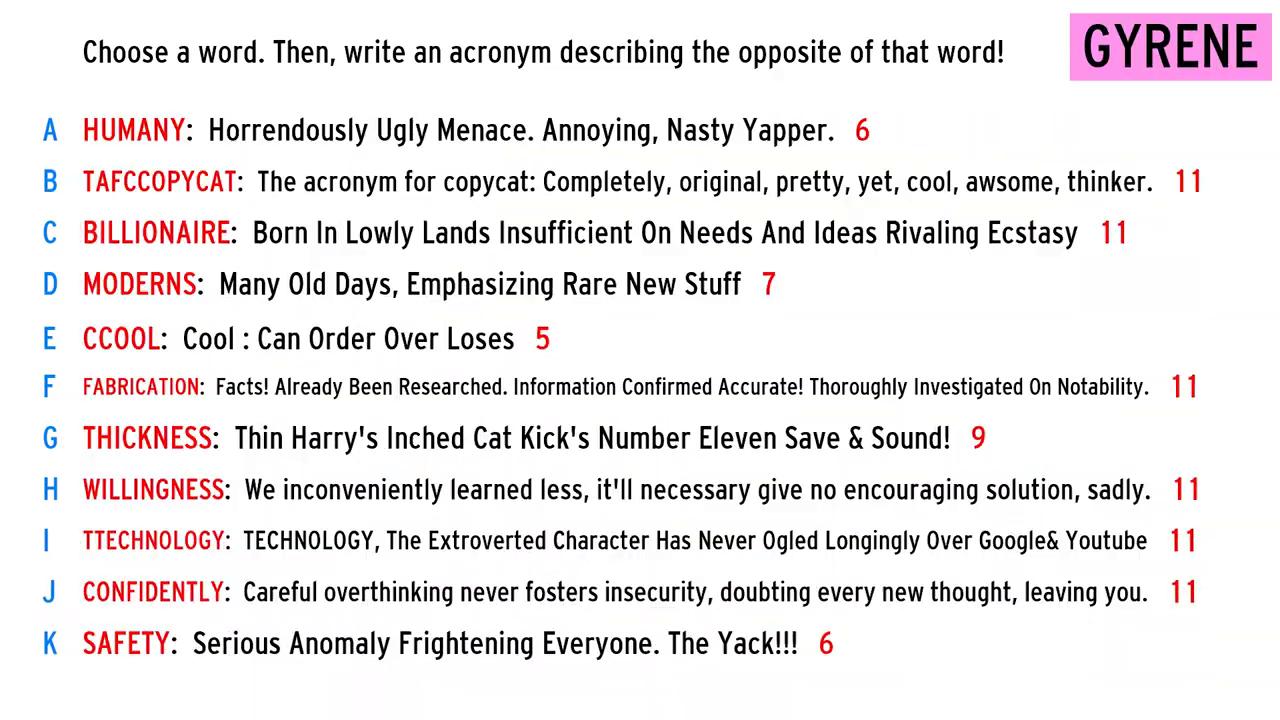 Choose a word. Then, write an acronym describing the opposite of that word!
GYRENE
A HUMANY: Horrendously Ugly Menace. Annoying, Nasty Yapper. 6
B TAFCCOPYCAT: The acronym for copycat: Completely, original, pretty, yet, cool, awsome, thinker. 11
C BILLIONAIRE: Born In Lowly Lands Insufficient On Needs And Ideas Rivaling Ecstasy 11
D MODERNS: Many Old Days, Emphasizing Rare New Stuff 7
E CCOOL: Cool : Can Order Over Loses 5
F FABRICATION: Facts! Already Been Researched. Information Confirmed Accurate! Thoroughly Investigated On Notability. 11
G THICKNESS: Thin Harry's Inched Cat Kick's Number Eleven Save & Sound! 9
H WILLINGNESS: We inconveniently learned less, it'll necessary give no encouraging solution, sadly. 11
I TTECHNOLOGY: TECHNOLOGY, The Extroverted Character Has Never Ogled Longingly Over Google& Youtube 11
J CONFIDENTLY: Careful overthinking never fosters insecurity, doubting every new thought, leaving you. 11
K SAFETY: Serious Anomaly Frightening Everyone. The Yack!!! 6